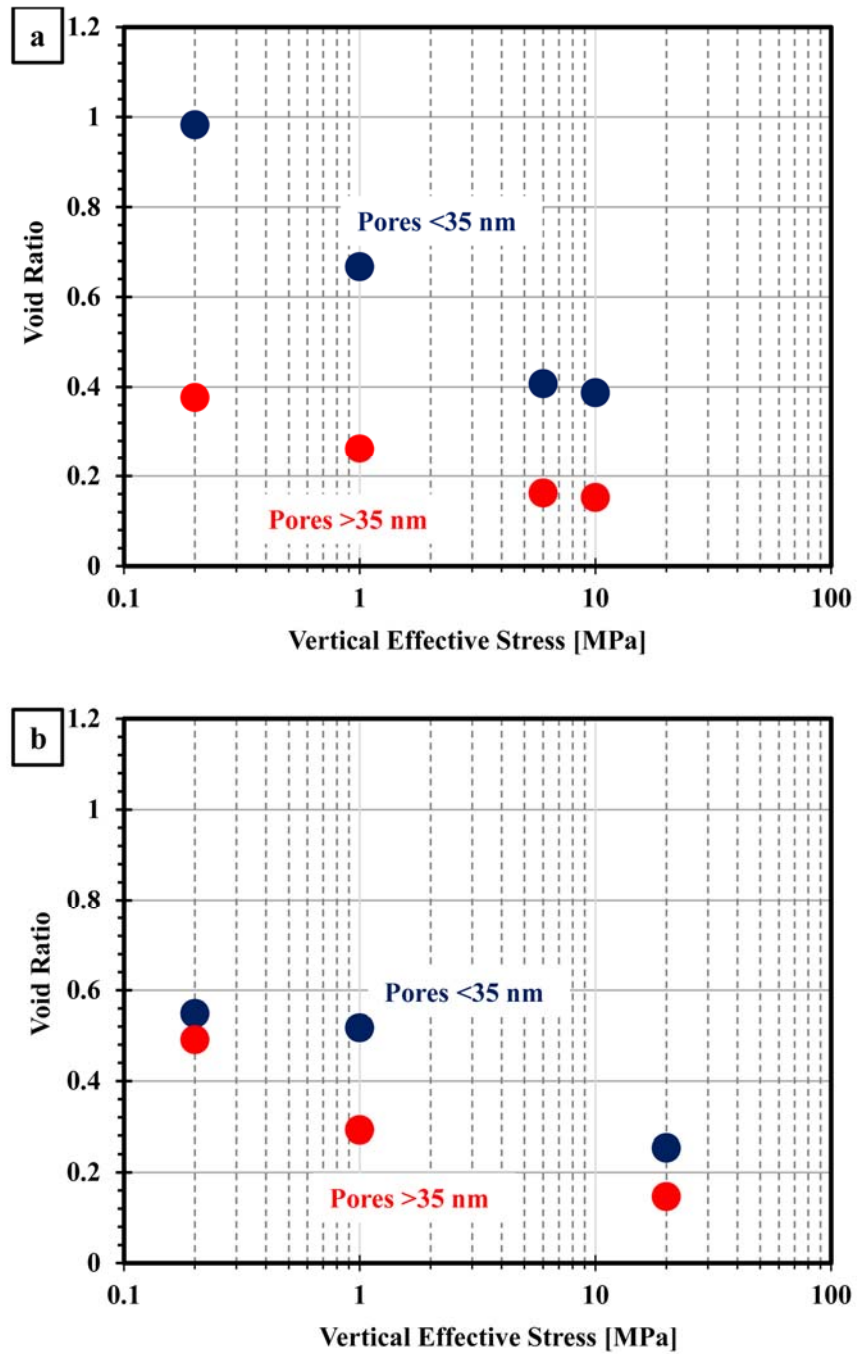 a
1.2
1
0.8
0.6
0.4
0.2
0
Void Ratio
Pores <35 nm
Pores >35 nm
0.1 1 10 100
Vertical Effective Stress [MPa]
b
1.2
1
0.8
0.6
0.4
0.2
0
Void Ratio
Pores <35 nm
Pores >35 nm
0.1 1 10 100
Vertical Effective Stress [MPa]